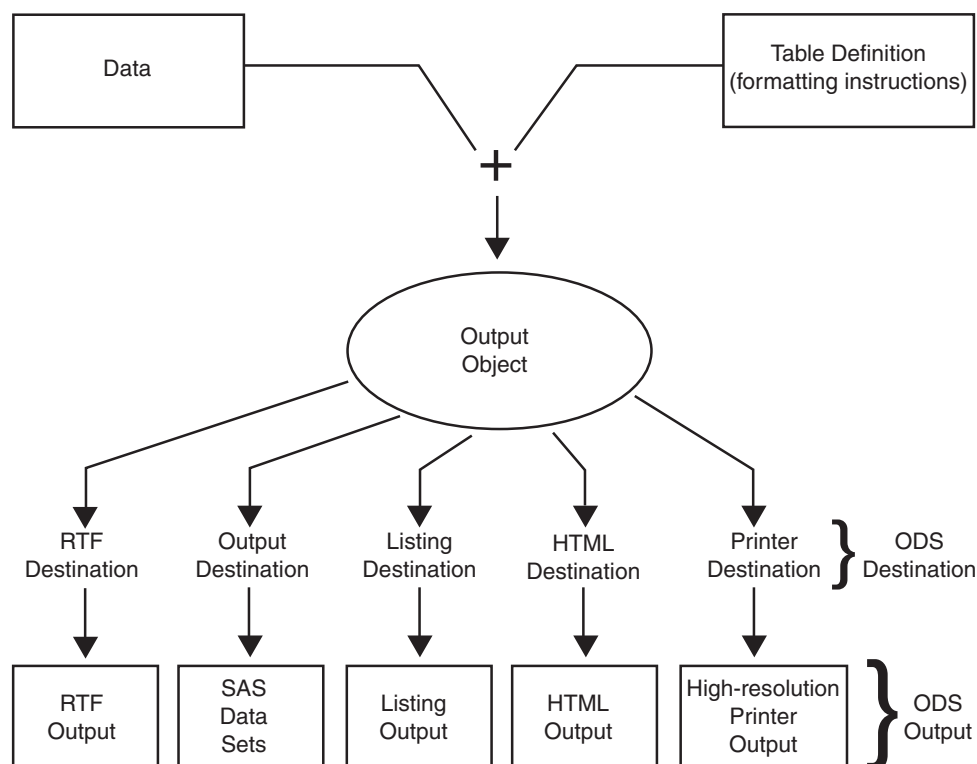 Data
Table Definition
(formatting instructions)
+
Output
Object
RTF
Destination
Output
Destination
Listing
Destination
HTML
Destination
Printer
Destination
ODS
Destination
RTF
Output
SAS
Data
Sets
Listing
Output
HTML
Output
High-resolution
Printer
Output
ODS
Output